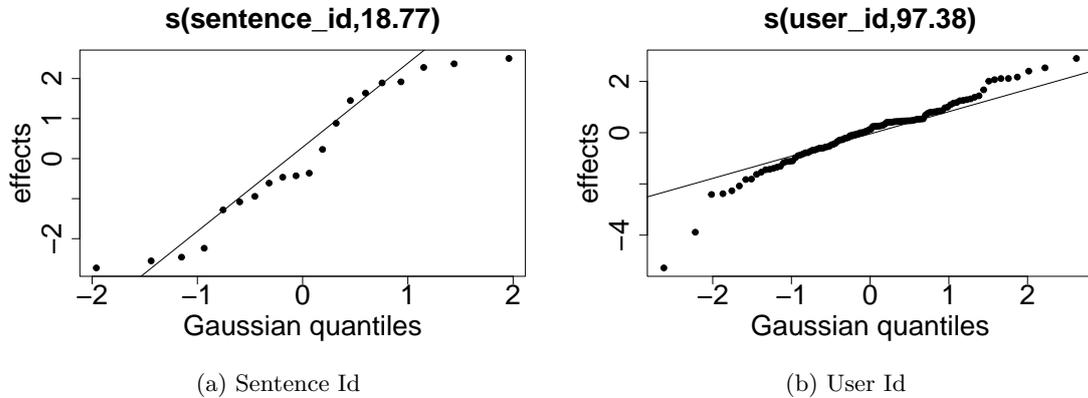 s(sentence_id,18.77)
effects
2
1
0
−2
−2
−1
0
1
2
Gaussian quantiles
(a) Sentence Id
s(user_id,97.38)
effects
2
0
−4
−2
−1
0
1
2
Gaussian quantiles
(b) User Id